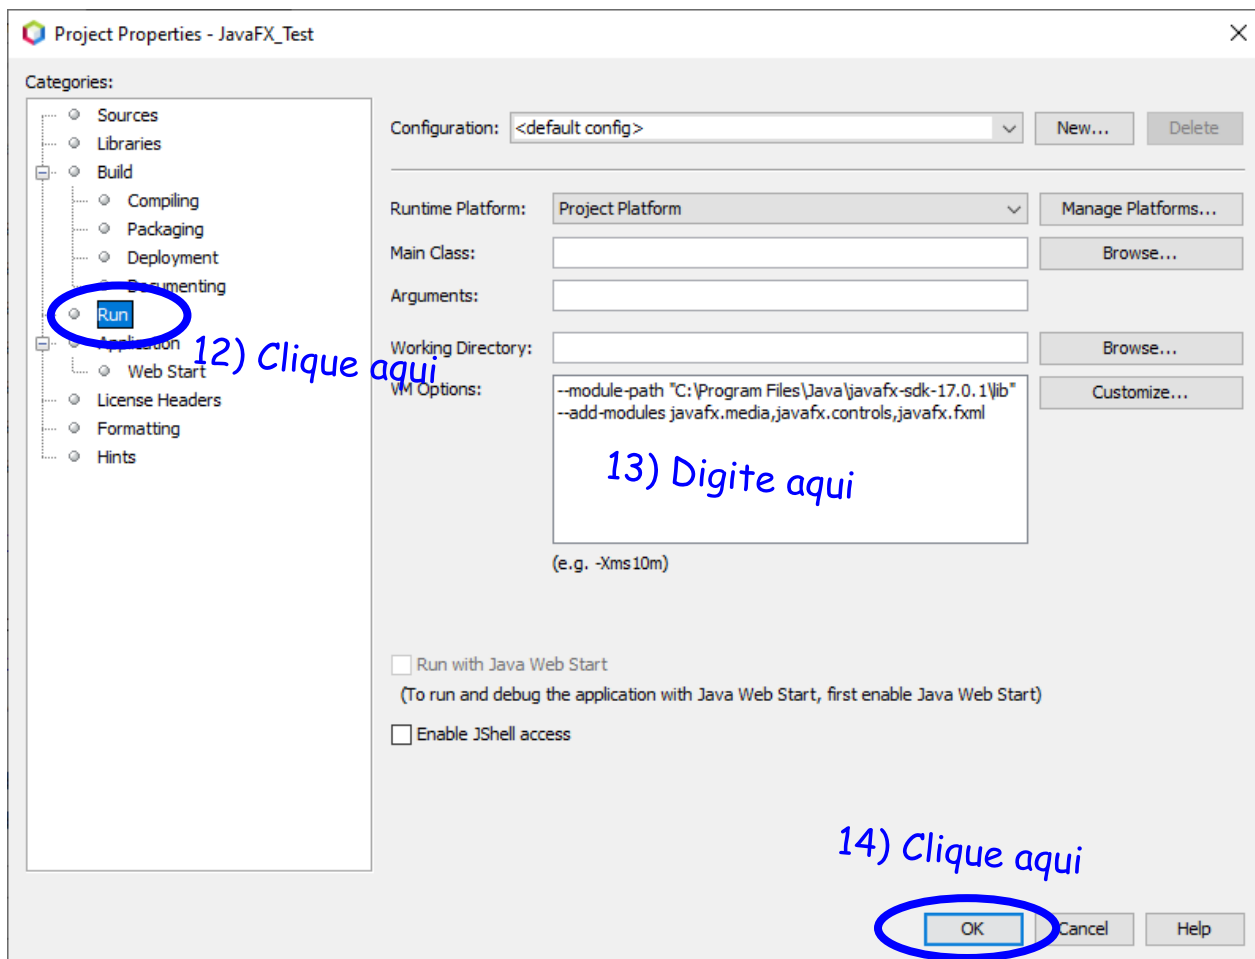 Project Properties - JavaFX_Test
Categories:
Sources
Libraries
Build
Compiling
Packaging
Deployment
Documenting
Run
Application
Web Start
License Headers
Formatting
Hints
12) Clique aqui
Configuration: <default config> New... Delete
Runtime Platform: Project Platform Manage Platforms...
Main Class: Browse...
Arguments:
Working Directory: Browse...
VM Options: Customize...
--module-path "C:\Program Files\Java\javafx-sdk-17.0.1\lib"
--add-modules javafx.media,javafx.controls,javafx.fxml
13) Digite aqui
(e.g. -Xms10m)
Run with Java Web Start
(To run and debug the application with Java Web Start, first enable Java Web Start)
Enable JShell access
14) Clique aqui
OK Cancel Help